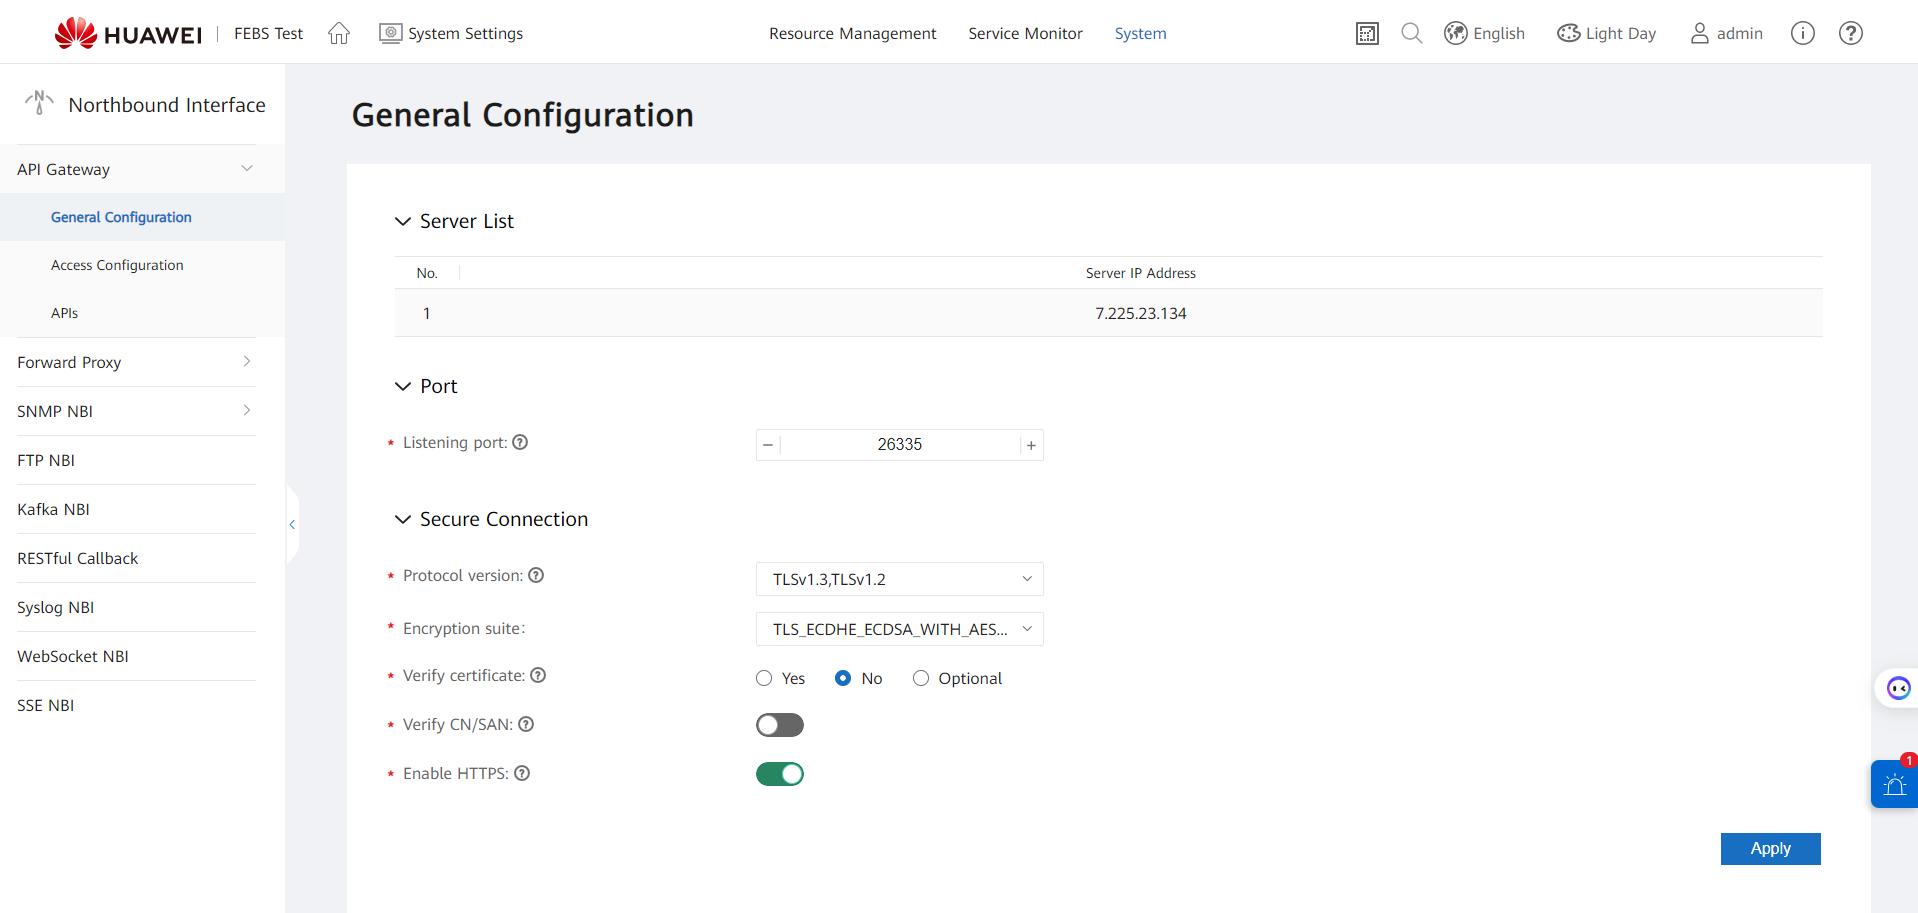 HUAWEI FEBS Test System Settings Resource Management Service Monitor System English Light Day admin
Northbound Interface
API Gateway
General Configuration
Access Configuration
APIs
Forward Proxy
SNMP NBI
FTP NBI
Kafka NBI
RESTful Callback
Syslog NBI
WebSocket NBI
SSE NBI
General Configuration
Server List
No. Server IP Address
1 7.225.23.134
Port
* Listening port: 26335
Secure Connection
* Protocol version: TLSv1.3,TLSv1.2
* Encryption suite: TLS_ECDHE_ECDSA_WITH_AES...
* Verify certificate: Yes No Optional
* Verify CN/SAN:
* Enable HTTPS:
1
Apply